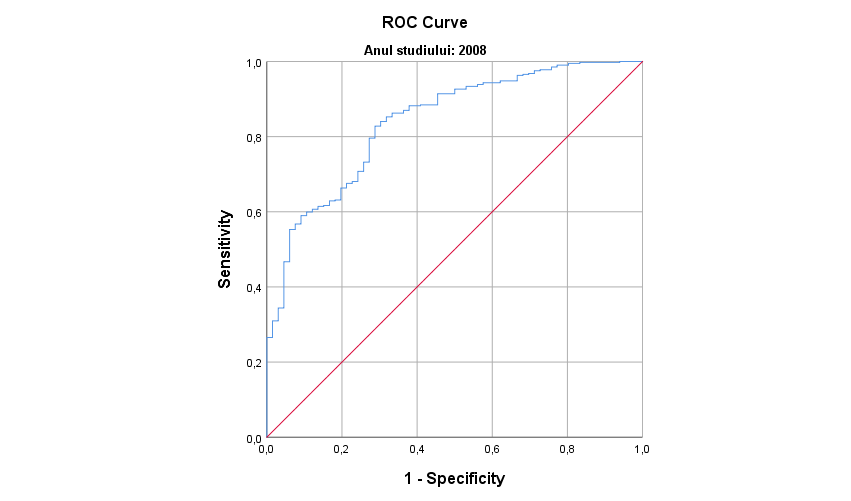 ROC Curve
Anul studiului: 2008
1,0
0,8
0,6
0,4
0,2
0,0
Sensitivity
0,0 0,2 0,4 0,6 0,8 1,0
1 - Specificity